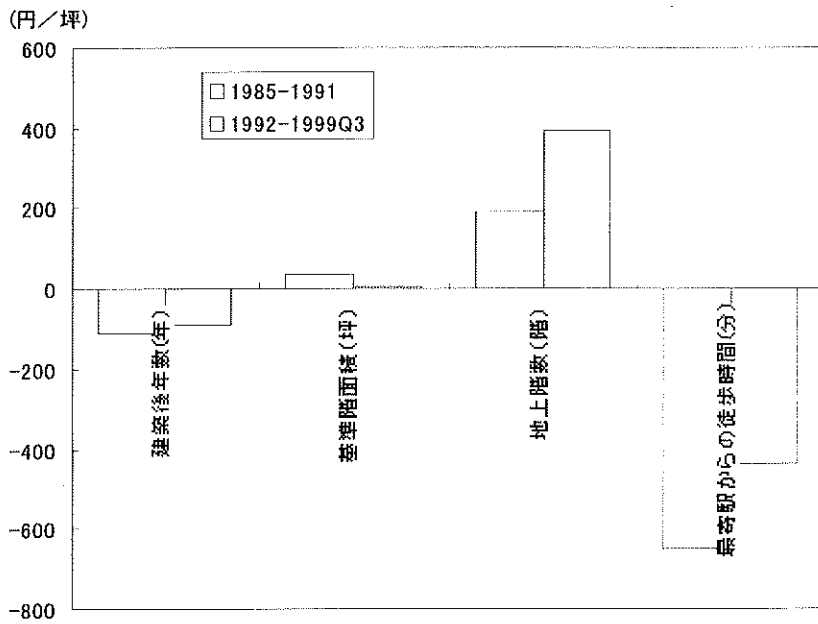 (円／坪)
600
400
200
0
-200
-400
-600
-800
1985-1991
1992-1999Q3
建築後年数(年)
基準階面積(坪)
地上階数(階)
最寄駅からの徒歩時間(分)